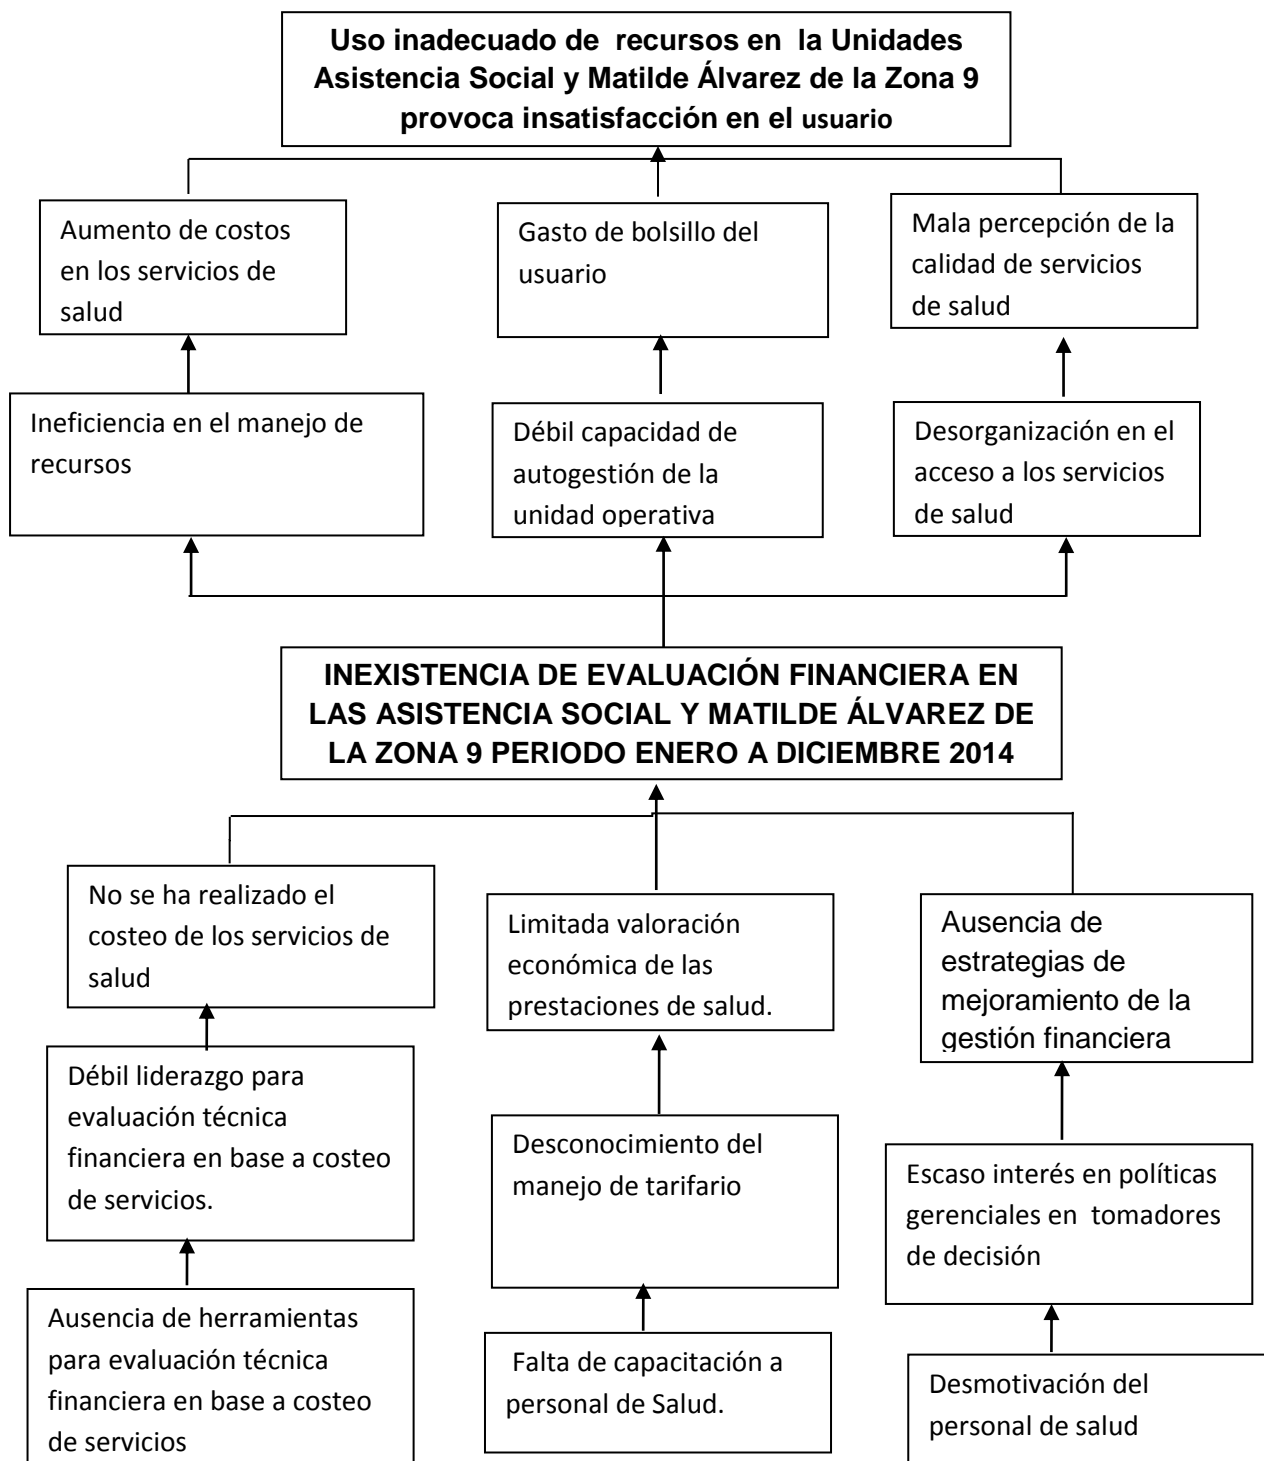 Uso inadecuado de recursos en la Unidades
Asistencia Social y Matilde Álvarez de la Zona 9
provoca insatisfacción en el usuario
Aumento de costos
en los servicios de
salud
Gasto de bolsillo del
usuario
Mala percepción de la
calidad de servicios
de salud
Ineficiencia en el manejo de
recursos
Débil capacidad de
autogestión de la
unidad operativa
Desorganización en el
acceso a los servicios
de salud
INEXISTENCIA DE EVALUACIÓN FINANCIERA EN
LAS ASISTENCIA SOCIAL Y MATILDE ÁLVAREZ DE
LA ZONA 9 PERIODO ENERO A DICIEMBRE 2014
No se ha realizado el
costeo de los servicios de
salud
Limitada valoración
económica de las
prestaciones de salud.
Ausencia de
estrategias de
mejoramiento de la
gestión financiera
Débil liderazgo para
evaluación técnica
financiera en base a costeo
de servicios.
Desconocimiento del
manejo de tarifario
Escaso interés en políticas
gerenciales en tomadores
de decisión
Ausencia de herramientas
para evaluación técnica
financiera en base a costeo
de servicios
Falta de capacitación a
personal de Salud.
Desmotivación del
personal de salud